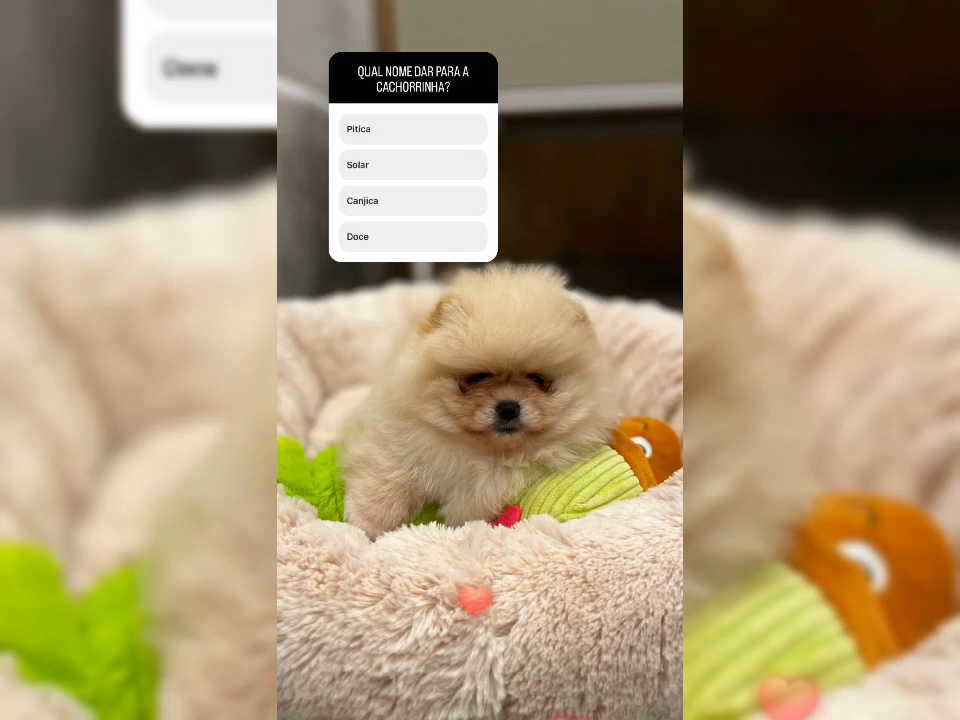 QUAL NOME DAR PARA A
CACHORRINHA?
Pitica
Solar
Canjica
Doce